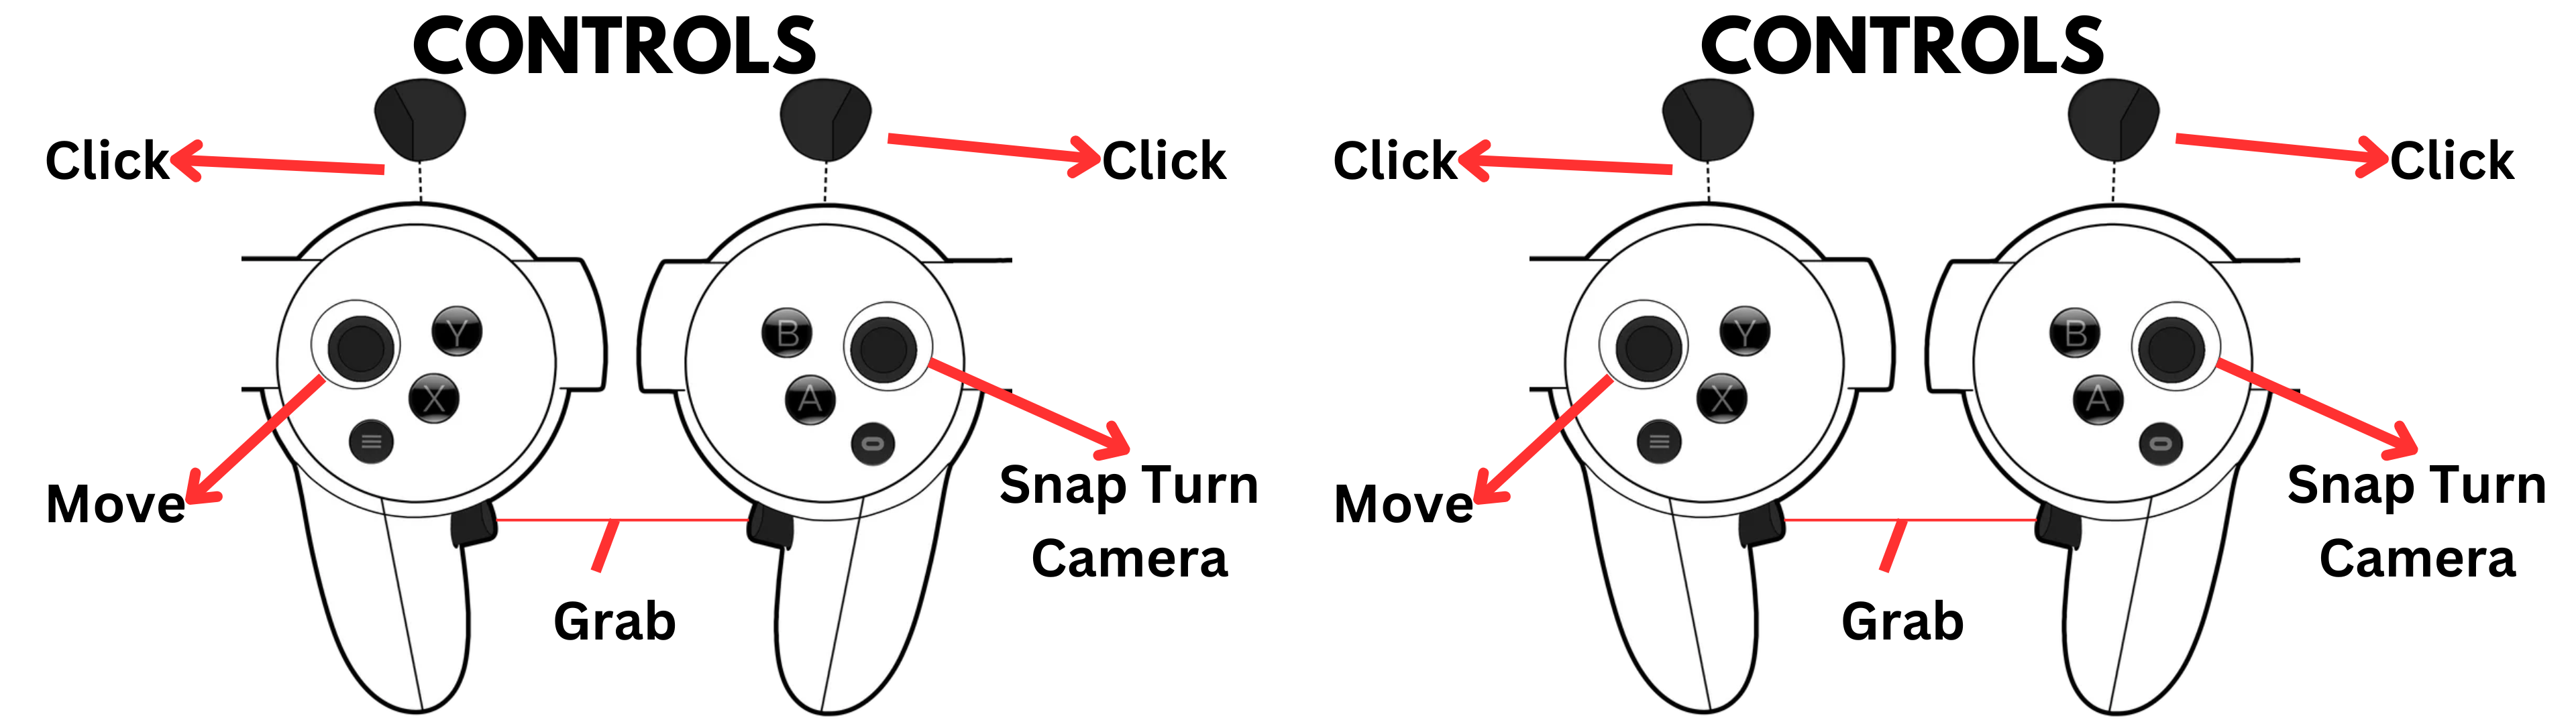 CONTROLS
Click
Click
Y
X
B
A
Move
Snap Turn
Camera
Grab
CONTROLS
Click
Click
Y
X
B
A
Move
Snap Turn
Camera
Grab